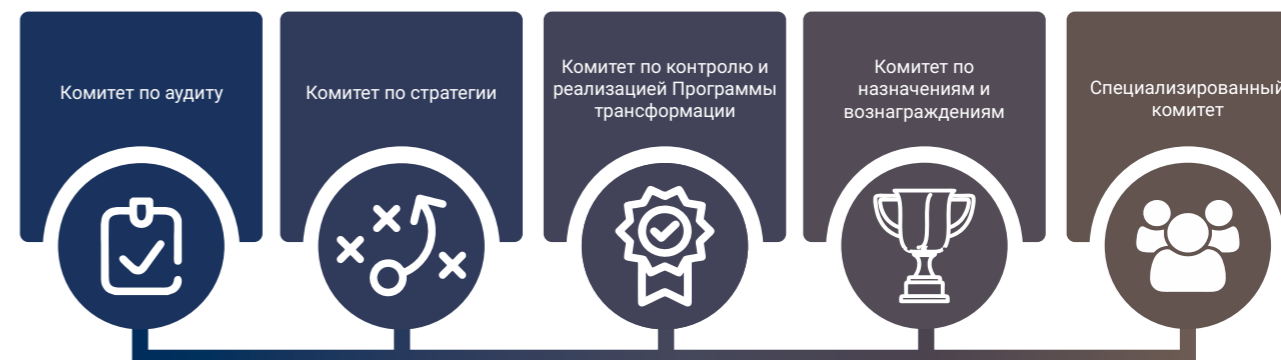 Комитет по аудиту
Комитет по стратегии
Комитет по контролю и
реализацией Программы
трансформации
Комитет по
назначениям и
вознаграждениям
Специализированный
комитет